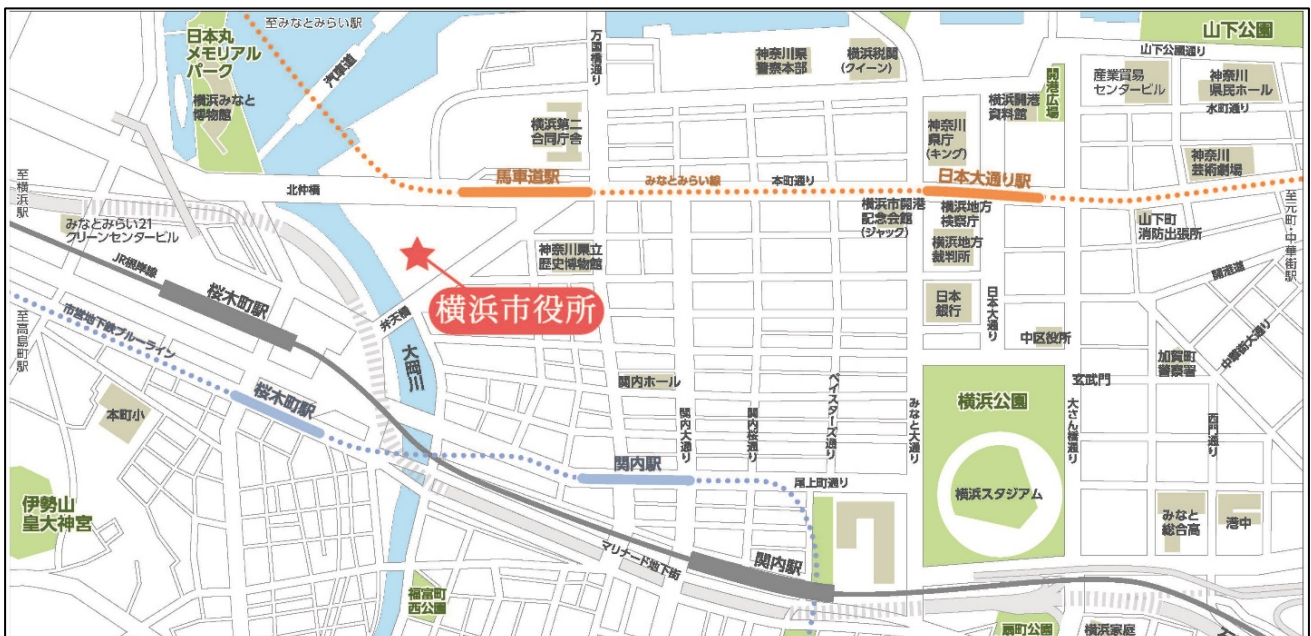 至みなとみらい駅
日本丸
メモリアル
パーク
汽車道
横浜みなと
博物館
万国橋通り
神奈川県
警察本部
横浜税関
(クイーン)
開港広場
山下公園
山下公園通り
産業貿易
センタービル
神奈川
県民ホール
水町通り
横浜第二
合同庁舎
横浜開港
資料館
神奈川
県庁
(キング)
神奈川
芸術劇場
至横浜駅
北仲橋
馬車道駅
みなとみらい線
本町通り
日本大通り駅
至元町・中華街駅
みなとみらい21
クリーンセンタービル
神奈川県立
歴史博物館
横浜市開港
記念会館
(ジャック)
横浜地方
検察庁
横浜地方
裁判所
山下町
消防出張所
開港道
JR根岸線
桜木町駅
横浜市役所
弁天橋
大岡川
日本
銀行
日本大通り
中区役所
中華街大通り
至高島町駅
市営地下鉄ブルーライン
桜木町駅
本町小
関内ホール
関内大通り
関内桜通り
ベイスターズ通り
みなと大通り
横浜公園
大さん橋通り
玄武門
加賀町
警察署
西門通り
関内駅
尾上町通り
横浜スタジアム
みなと
総合高
港中
伊勢山
皇大神宮
マリナード地下街
関内駅
福富町
西公園
扇町公園
横浜家庭